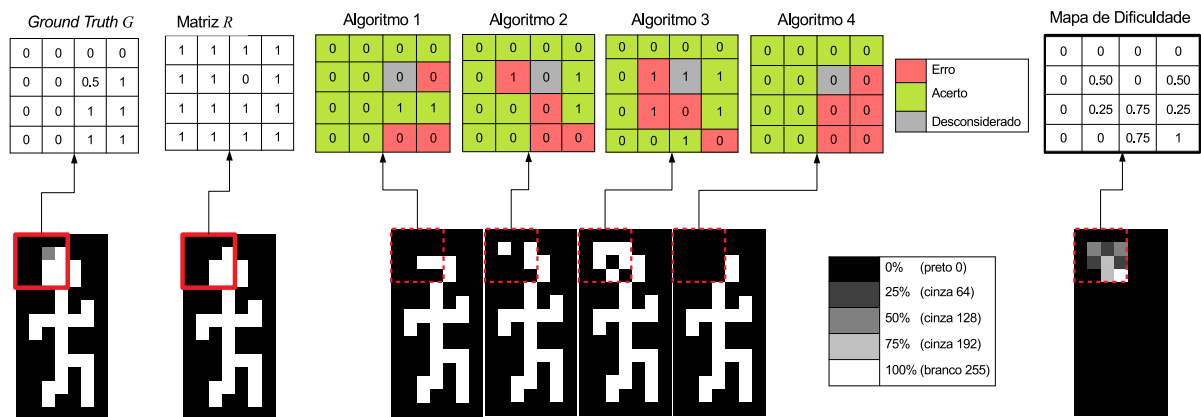 Ground Truth G
Matriz R
Algoritmo 1
Algoritmo 2
Algoritmo 3
Algoritmo 4
Mapa de Dificuldade
0 0 0 0
0 0 0.5 1
0 0 1 1
0 0 1 1
1 1 1 1
1 1 0 1
1 1 1 1
1 1 1 1
0 0 0 0
0 0 0 0
0 0 1 1
0 0 0 0
0 0 0 0
0 1 0 1
0 0 0 1
0 0 0 0
0 0 0 0
0 1 1 1
0 1 0 1
0 0 1 0
0 0 0 0
0 0 0 0
0 0 0 0
0 0 0 0
Erro
Acerto
Desconsiderado
0 0 0 0
0 0.50 0 0.50
0 0.25 0.75 0.25
0 0 0.75 1
0% (preto 0)
25% (cinza 64)
50% (cinza 128)
75% (cinza 192)
100% (branco 255)